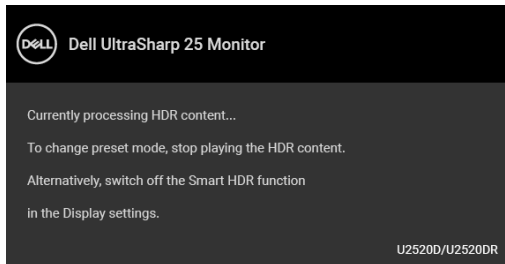 DELL Dell UltraSharp 25 Monitor
Currently processing HDR content...
To change preset mode, stop playing the HDR content.
Alternatively, switch off the Smart HDR function
in the Display settings.
U2520D/U2520DR